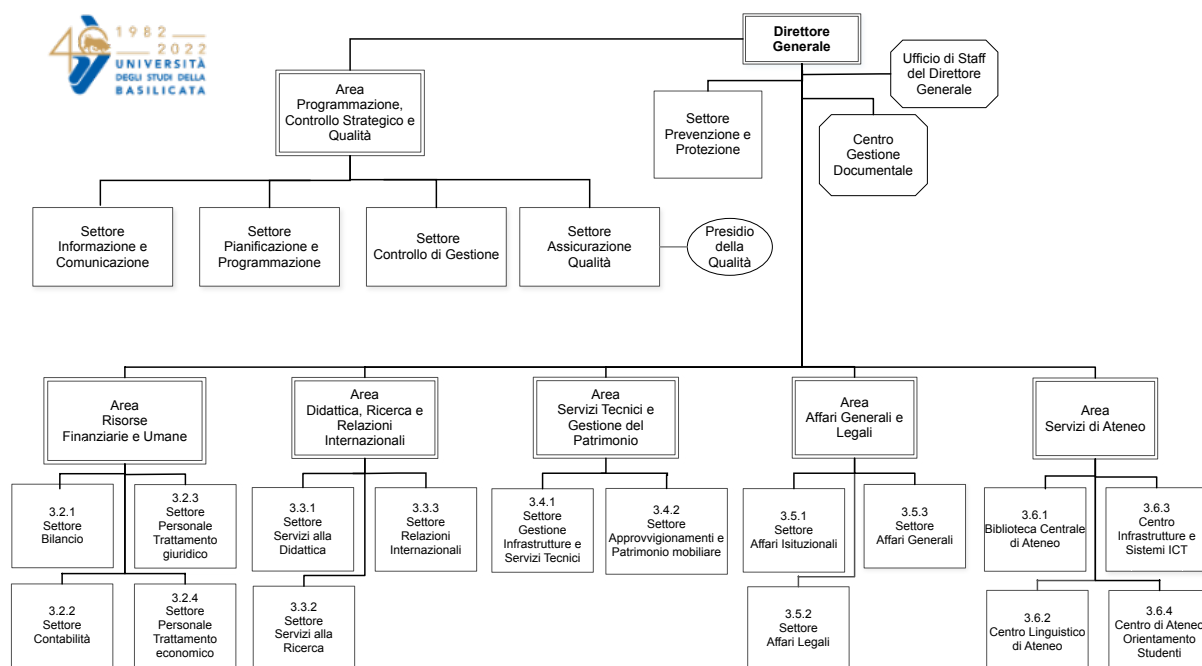 1982
2022
UNIVERSITÀ
DEGLI STUDI DELLA
BASILICATA
Direttore
Generale
Ufficio di Staff
del Direttore
Generale
Area
Programmazione,
Controllo Strategico e
Qualità
Settore
Prevenzione e
Protezione
Centro
Gestione
Documentale
Settore
Informazione e
Comunicazione
Settore
Pianificazione e
Programmazione
Settore
Controllo di Gestione
Settore
Assicurazione
Qualità
Presidio
della
Qualità
Area
Risorse
Finanziarie e Umane
Area
Didattica, Ricerca e
Relazioni
Internazionali
Area
Servizi Tecnici e
Gestione del
Patrimonio
Area
Affari Generali e
Legali
Area
Servizi di Ateneo
3.2.1
Settore
Bilancio
3.2.3
Settore
Personale
Trattamento
giuridico
3.3.1
Settore
Servizi alla
Didattica
3.3.3
Settore
Relazioni
Internazionali
3.4.1
Settore
Gestione
Infrastrutture e
Servizi Tecnici
3.4.2
Settore
Approvvigionamenti e
Patrimonio mobiliare
3.5.1
Settore
Affari Isituzionali
3.5.3
Settore
Affari Generali
3.6.1
Biblioteca Centrale
di Ateneo
3.6.3
Centro
Infrastrutture e
Sistemi ICT
3.2.2
Settore
Contabilità
3.2.4
Settore
Personale
Trattamento
economico
3.3.2
Settore
Servizi alla
Ricerca
3.5.2
Settore
Affari Legali
3.6.2
Centro Linguistico
di Ateneo
3.6.4
Centro di Ateneo
Orientamento
Studenti